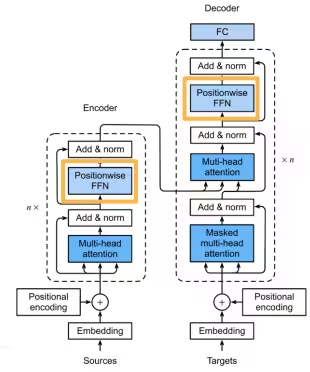 Decoder
FC
Add & norm
Positionwise
FFN
Add & norm
Muti-head
attention
× n
Add & norm
Masked
multi-head
attention
Positional
encoding
+
Embedding
Targets
Encoder
Add & norm
Positionwise
FFN
n ×
Add & norm
Multi-head
attention
Positional
encoding
+
Embedding
Sources